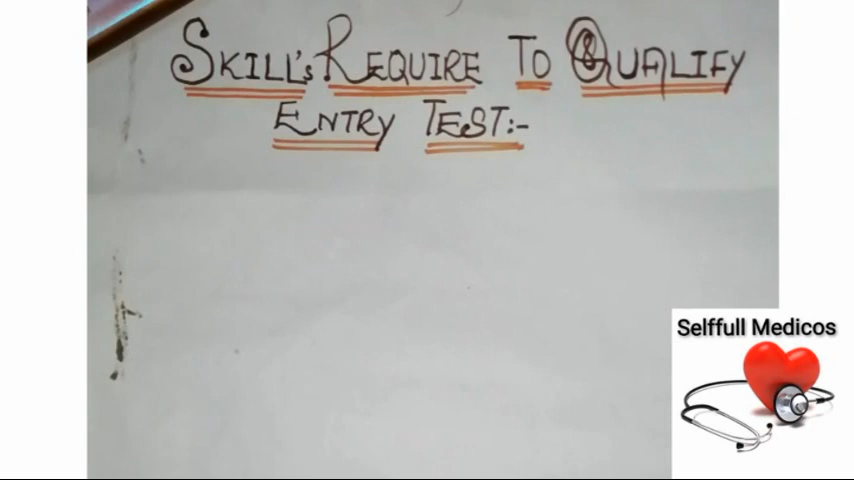 SKILL'S REQUIRE TO QUALIFY
ENTRY TEST:-
Selffull Medicos